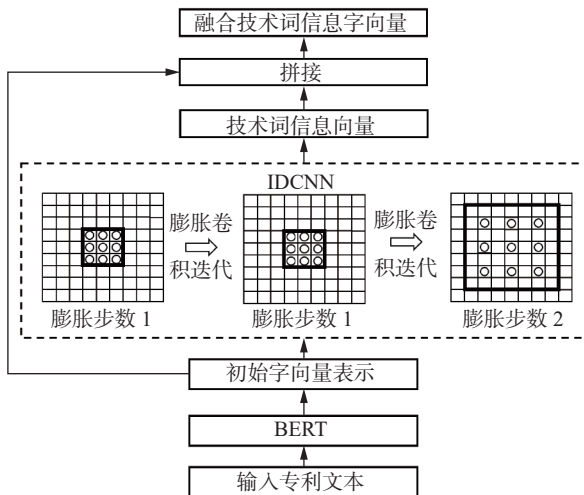 融合技术词信息字向量
拼接
技术词信息向量
IDCNN
膨胀卷
积迭代
膨胀卷
积迭代
膨胀步数 1
膨胀步数 1
膨胀步数 2
初始字向量表示
BERT
输入专利文本